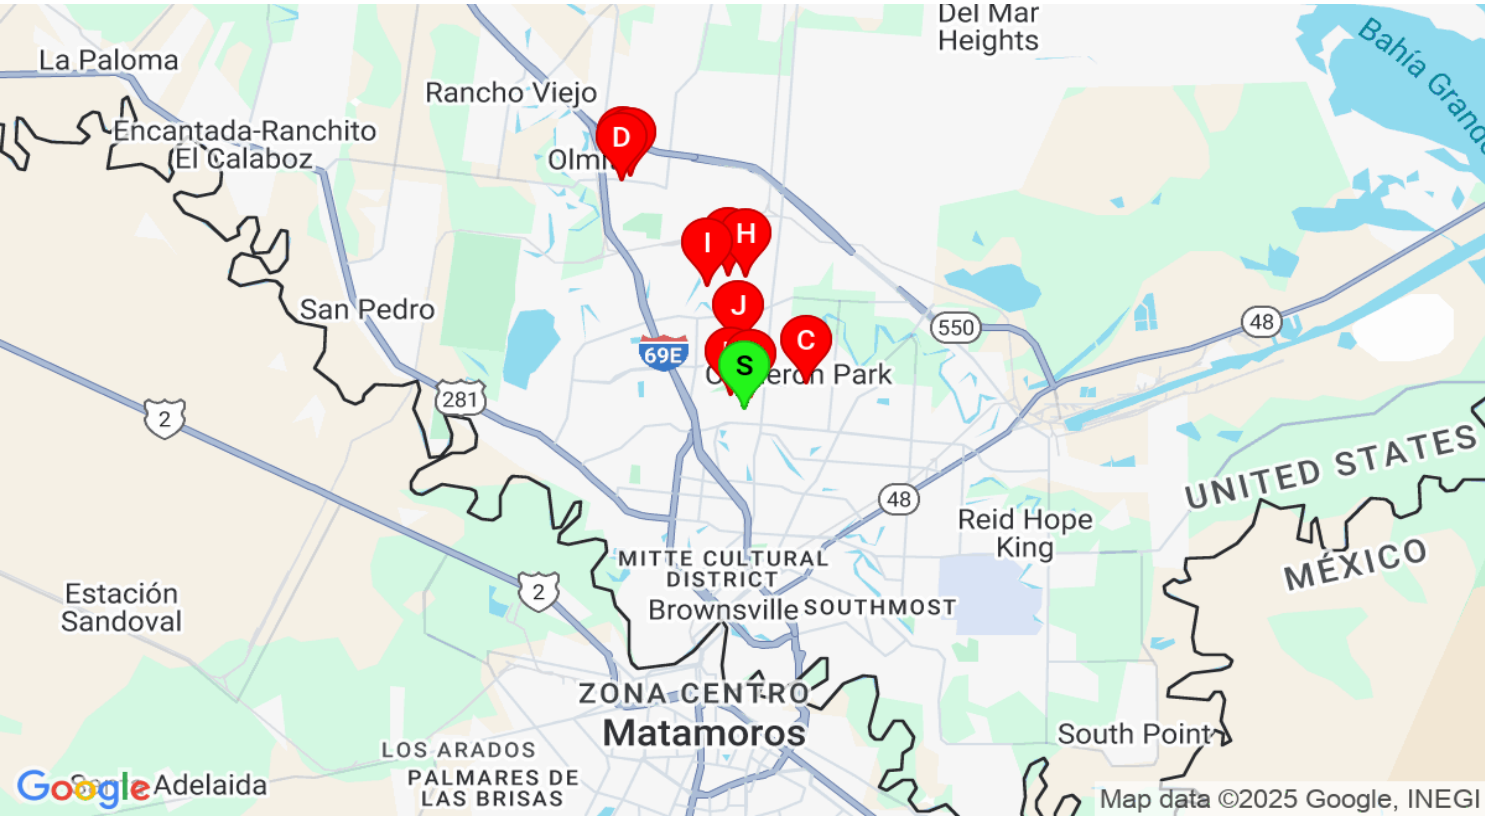 Del Mar
Heights
Bahía Grande
La Paloma
Rancho Viejo
Encantada-Ranchito
El Calaboz
D
Olmi
I
H
San Pedro
J
C
S
69E
550
48
Park
281
2
UNITED STATES
48
Reid Hope
King
MÉXICO
MITTE CULTURAL
DISTRICT
2
Estación
Sandoval
Brownsville
SOUTHMOST
ZONA CENTRO
Matamoros
South Point
LOS ARADOS
PALMARES DE
LAS BRISAS
Google
Adelaida
Map data ©2025 Google, INEGI